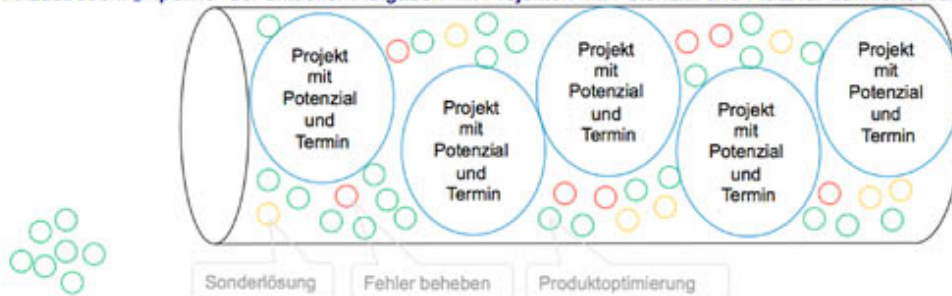 Projekt
mit
Potenzial
und
Termin
Projekt
mit
Potenzial
und
Termin
Projekt
mit
Potenzial
und
Termin
Projekt
mit
Potenzial
und
Termin
Projekt
mit
Potenzial
und
Termin
Sonderlösung
Fehler beheben
Produktoptimierung